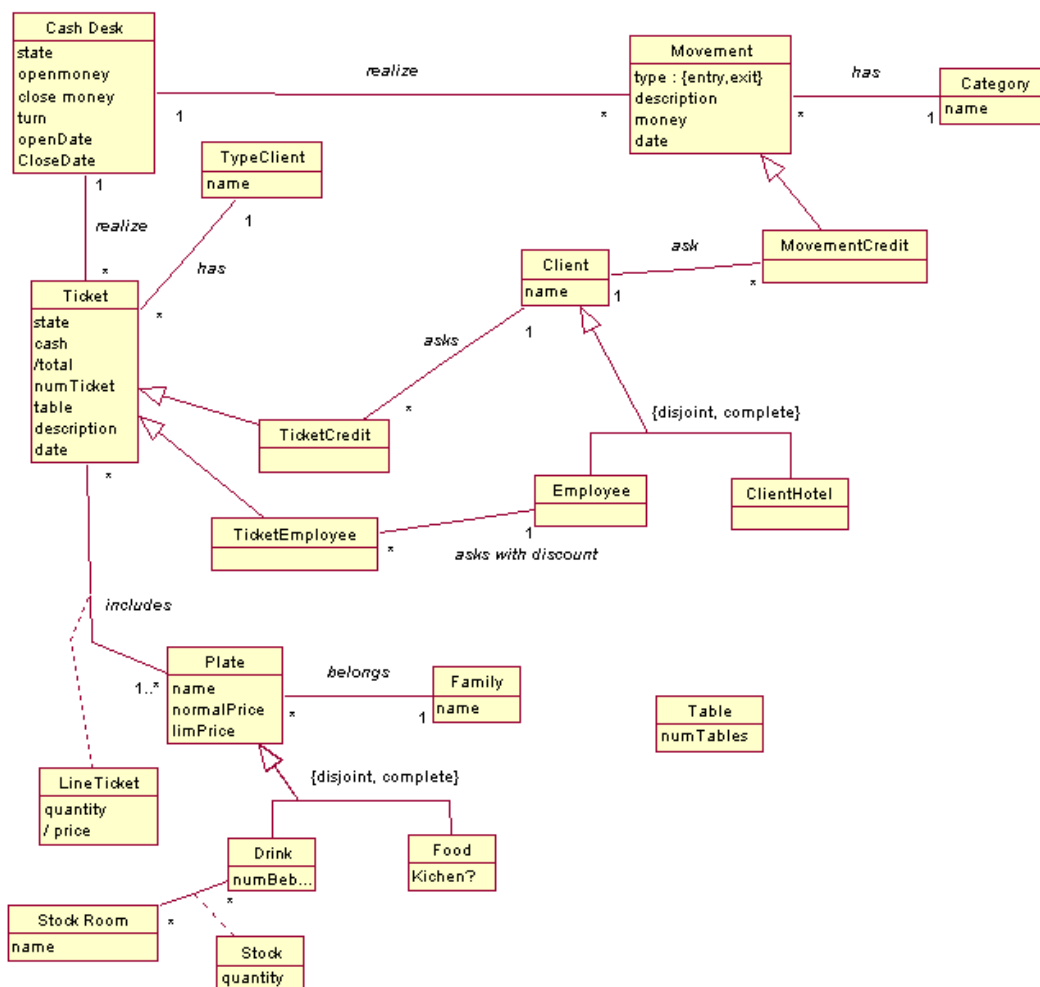 Cash Desk
state
openmoney
close money
turn
openDate
CloseDate
realize
1
*
Movement
type : {entry,exit}
description
money
date
has
*
1
Category
name
TypeClient
name
1
1
realize
*
has
*
Ticket
state
cash
/total
numTicket
table
description
date
*
Client
name
1
ask
*
MovementCredit
asks
1
*
TicketCredit
{disjoint, complete}
Employee
ClientHotel
TicketEmployee
*
1
asks with discount
includes
1..*
Plate
name
normalPrice
limPrice
belongs
*
1
Family
name
Table
numTables
{disjoint, complete}
LineTicket
quantity
/ price
Drink
numBeb...
Food
Kichen?
*
*
Stock Room
name
Stock
quantity